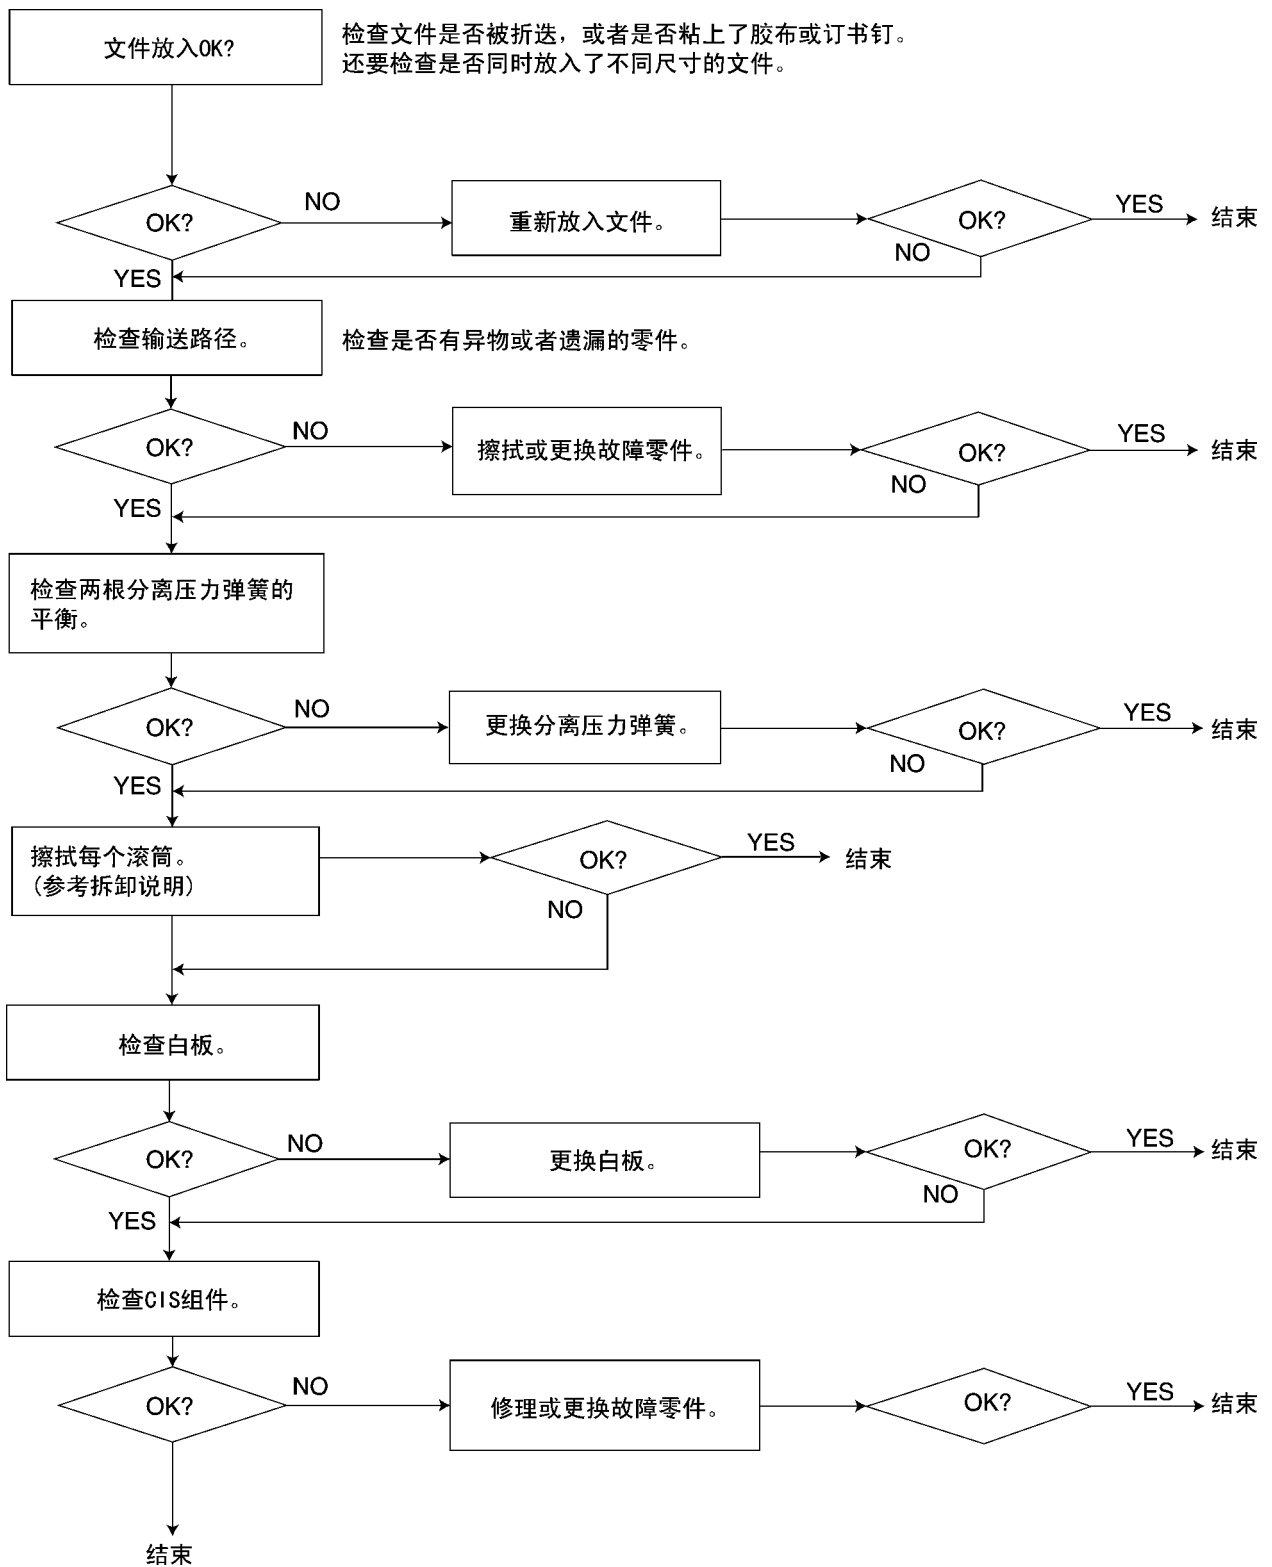 文件放入OK?
检查文件是否被折迭，或者是否粘上了胶布或订书钉。
还要检查是否同时放入了不同尺寸的文件。
OK?
NO
重新放入文件。
OK?
YES
结束
NO
YES
检查输送路径。
检查是否有异物或者遗漏的零件。
OK?
NO
擦拭或更换故障零件。
OK?
YES
结束
NO
YES
检查两根分离压力弹簧的
平衡。
OK?
NO
更换分离压力弹簧。
OK?
YES
结束
NO
YES
擦拭每个滚筒。
(参考拆卸说明)
OK?
YES
结束
NO
检查白板。
OK?
NO
更换白板。
OK?
YES
结束
NO
YES
检查CIS组件。
OK?
NO
修理或更换故障零件。
OK?
YES
结束
结束